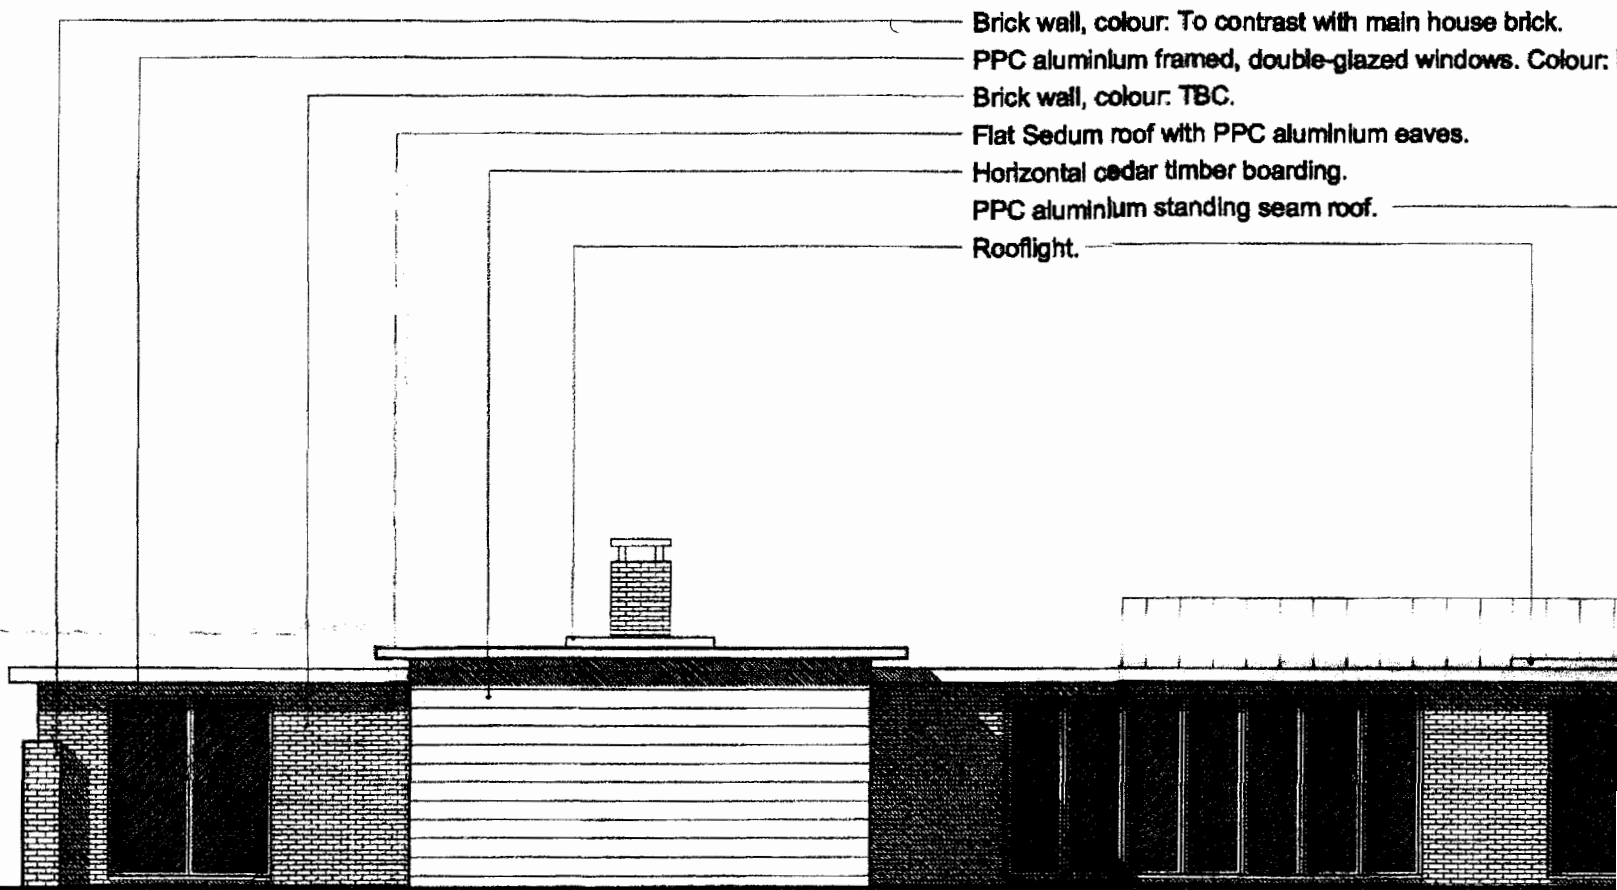 Brick wall, colour: To contrast with main house brick.
PPC aluminium framed, double-glazed windows. Colour:
Brick wall, colour: TBC.
Flat Sedum roof with PPC aluminium eaves.
Horizontal cedar timber boarding.
PPC aluminium standing seam roof.
Rooflight.